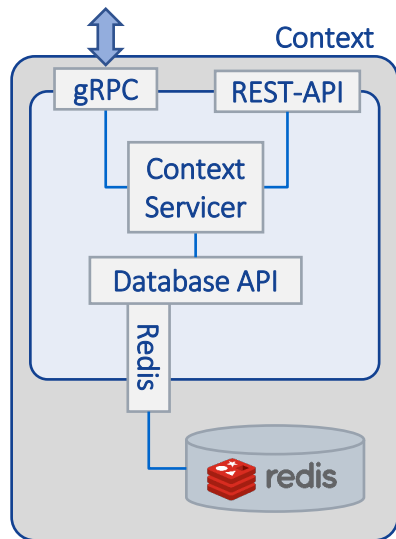 Context
gRPC
REST-API
Context
Servicer
Database API
Redis
redis